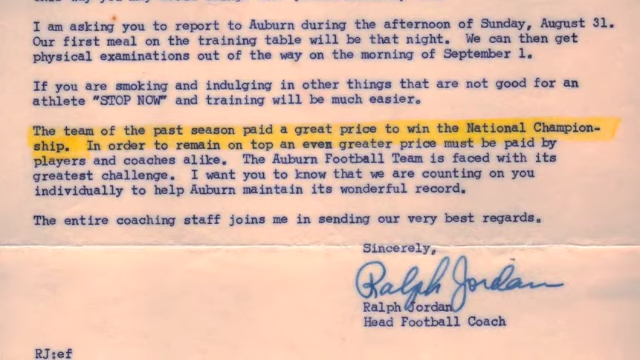 I am asking you to report to Auburn during the afternoon of Sunday, August 31.
Our first meal on the training table will be that night. We can then get
physical examinations out of the way on the morning of September 1.
If you are smoking and indulging in other things that are not good for an
athlete "STOP NOW" and training will be much easier.
The team of the past season paid a great price to win the National Champion-
ship. In order to remain on top an even greater price must be paid by
players and coaches alike. The Auburn Football Team is faced with its
greatest challenge. I want you to know that we are counting on you
individually to help Auburn maintain its wonderful record.
The entire coaching staff joins me in sending our very best regards.
Sincerely,
Ralph Jordan
Ralph Jordan
Head Football Coach
RJ:ef